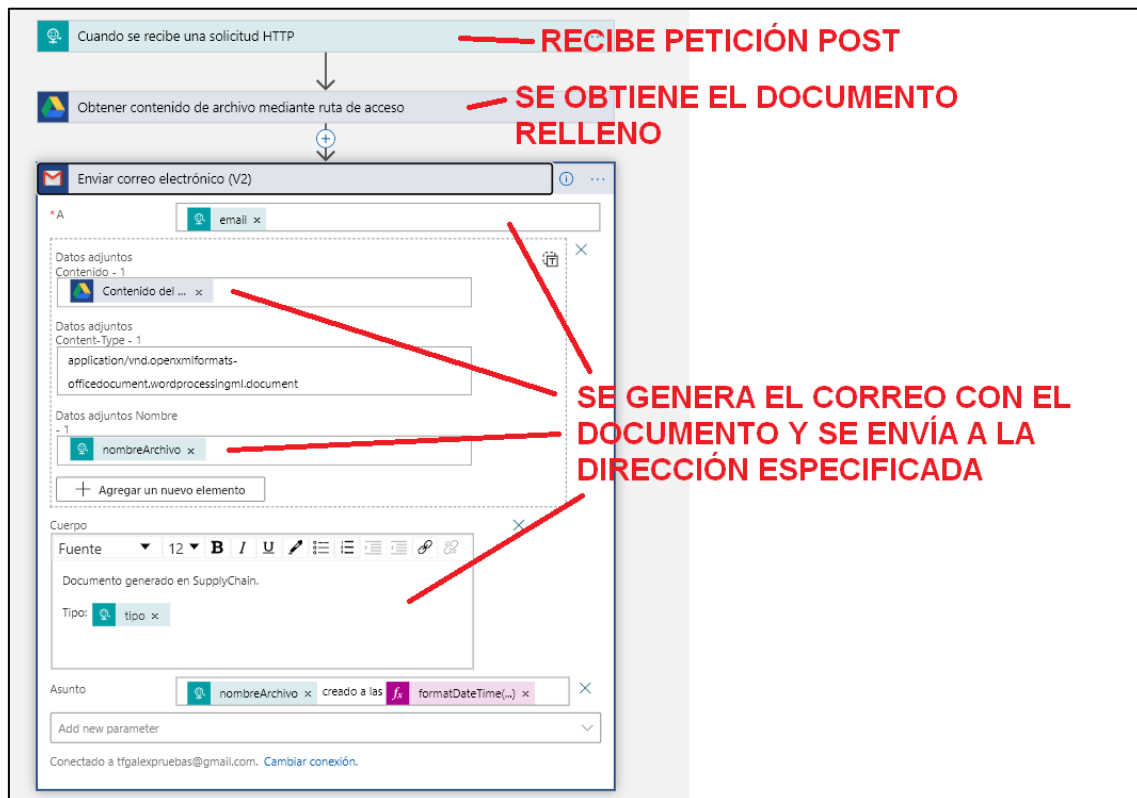 Cuando se recibe una solicitud HTTP
RECIBE PETICIÓN POST
Obtener contenido de archivo mediante ruta de acceso
SE OBTIENE EL DOCUMENTO
RELLENO
Enviar correo electrónico (V2)
* A
email ×
Datos adjuntos
Contenido - 1
Contenido del ... ×
Datos adjuntos
Content-Type - 1
application/vnd.openxmlformats-
officedocument.wordprocessingml.document
Datos adjuntos Nombre
- 1
nombreArchivo ×
Agregar un nuevo elemento
SE GENERA EL CORREO CON EL
DOCUMENTO Y SE ENVÍA A LA
DIRECCIÓN ESPECIFICADA
Cuerpo
Fuente 12 B I U
Documento generado en SupplyChain.
Tipo: tipo ×
Asunto
nombreArchivo × creado a las fx formatDateTime(...) ×
Add new parameter
Conectado a tfgalexpruebas@gmail.com. Cambiar conexión.